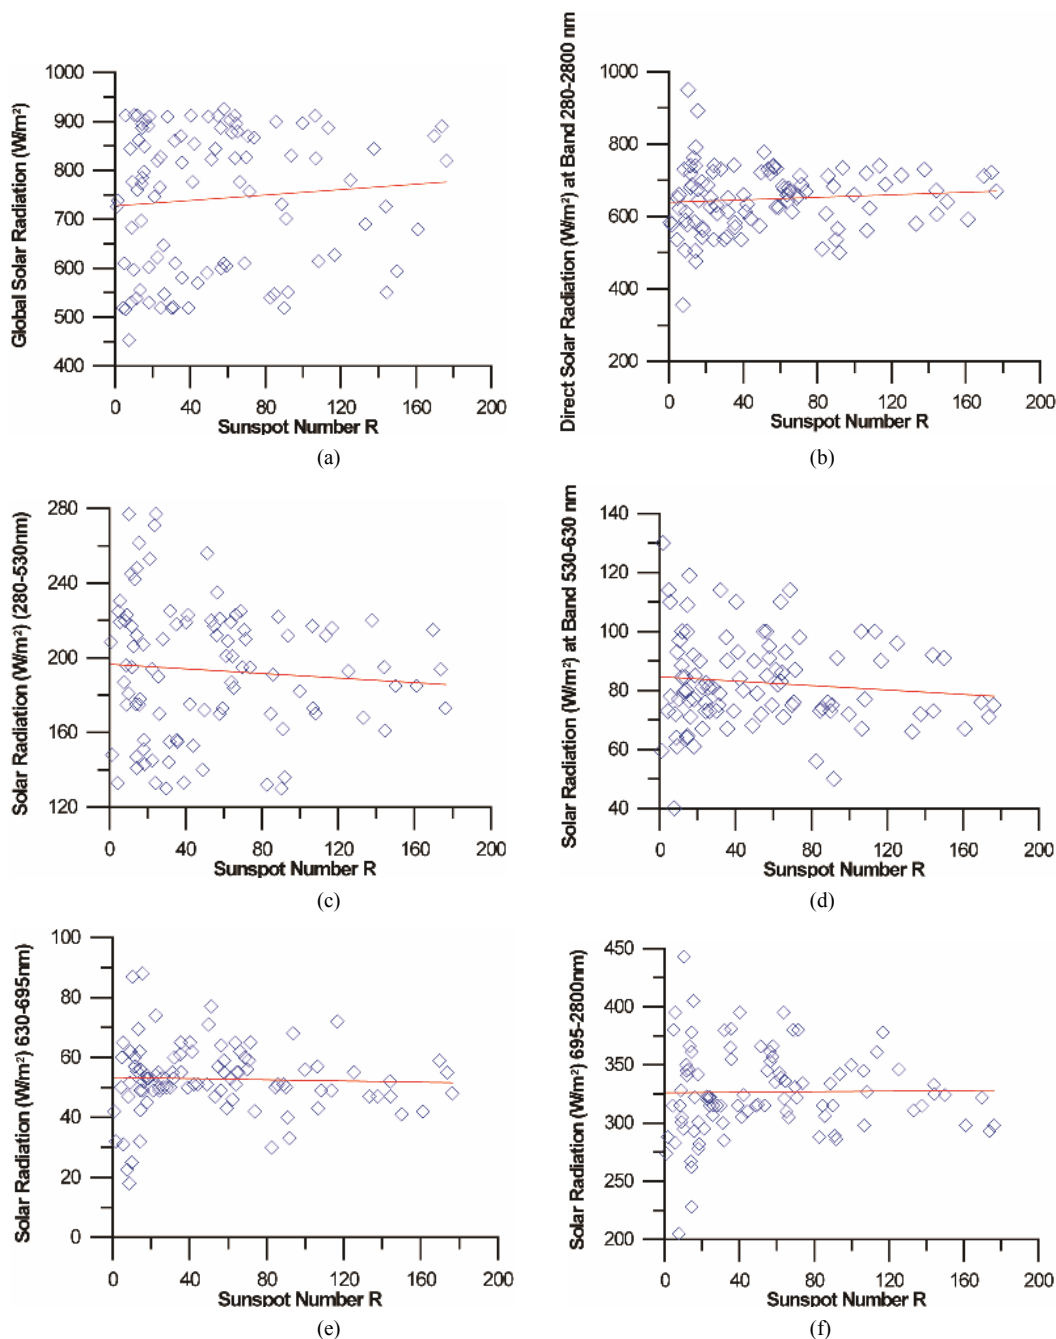 Global Solar Radiation (W/m²)
1000
900
800
700
600
500
400
0 40 80 120 160 200
Sunspot Number R
(a)
Direct Solar Radiation (W/m²) at Band 280-2800 nm
1000
800
600
400
200
0 40 80 120 160 200
Sunspot Number R
(b)
Solar Radiation (W/m²) (280-530nm)
280
240
200
160
120
0 40 80 120 160 200
Sunspot Number R
(c)
Solar Radiation (W/m²) at Band 530-630 nm
140
120
100
80
60
40
0 40 80 120 160 200
Sunspot Number R
(d)
Solar Radiation (W/m²) 630-695nm)
100
80
60
40
20
0
0 40 80 120 160 200
Sunspot Number R
(e)
Solar Radiation (W/m²) 695-2800nm)
450
400
350
300
250
200
0 40 80 120 160 200
Sunspot Number R
(f)